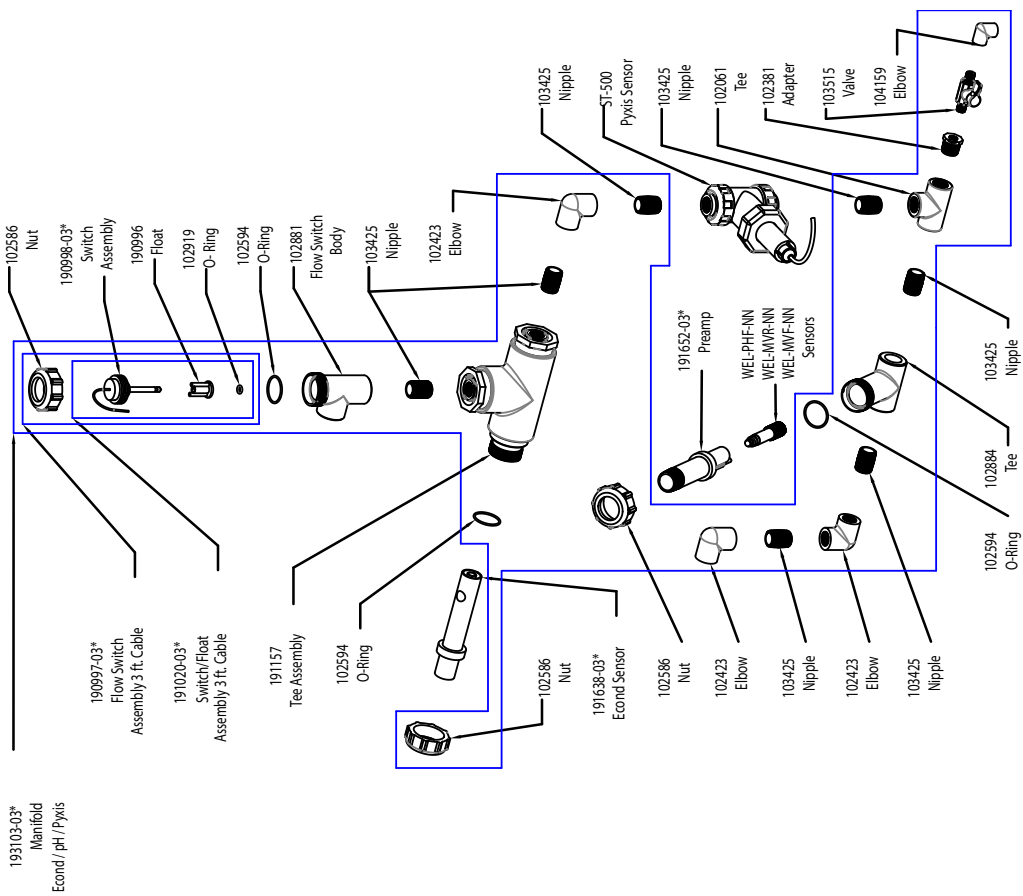 193103-03*
Manifold
Econd / pH / Pyxis
102586
Nut
190998-03*
Switch
Assembly
190996
Float
102919
O- Ring
102594
O-Ring
102881
Flow Switch
Body
103425
Nipple
102423
Elbow
103425
Nipple
ST-500
Pyxis Sensor
103425
Nipple
102061
Tee
102381
Adapter
103515
Valve
104159
Elbow
190997-03*
Flow Switch
Assembly 3 ft. Cable
191020-03*
Switch/Float
Assembly 3 ft. Cable
191157
Tee Assembly
102594
O-Ring
102586
Nut
191638-03*
Econd Sensor
102586
Nut
102423
Elbow
103425
Nipple
102423
Elbow
103425
Nipple
191652-03*
Preamp
WEL-PHF-NN
WEL-MVR-NN
WEL-MVF-NN
Sensors
102594
O-Ring
102884
Tee
103425
Nipple